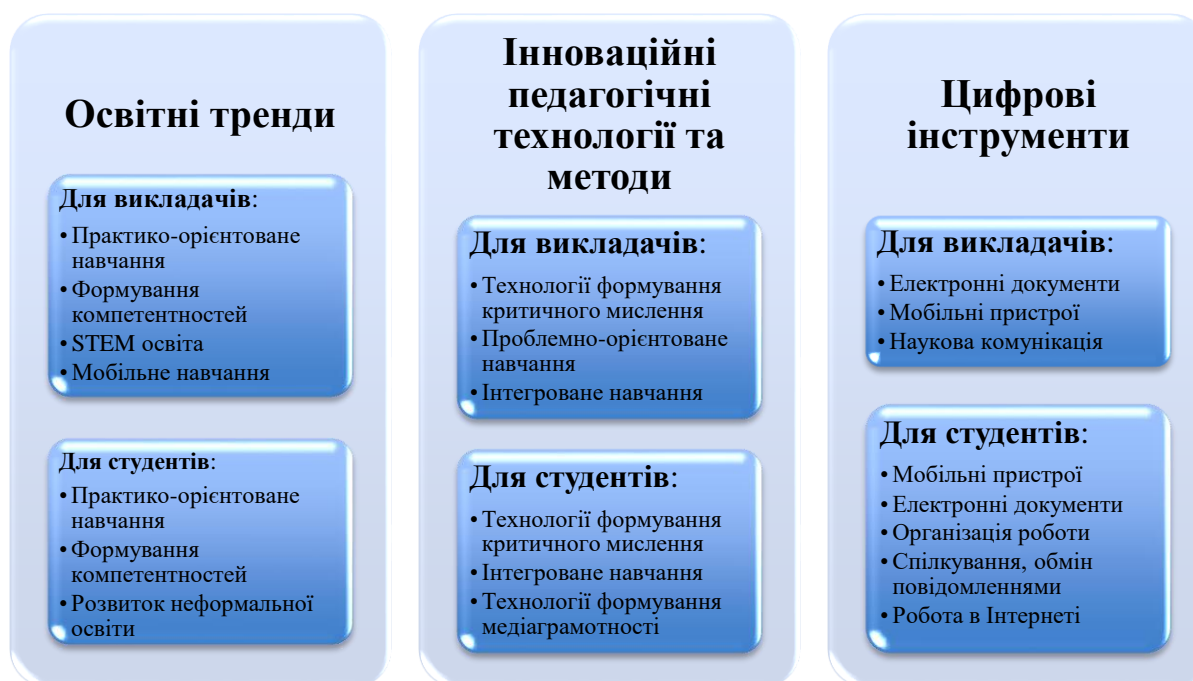 Освітні тренди
Для викладачів:
• Практико-орієнтоване
навчання
• Формування
компетентностей
• STEM освіта
• Мобільне навчання
Для студентів:
• Практико-орієнтоване
навчання
• Формування
компетентностей
• Розвиток неформальної
освіти
Інноваційні
педагогічні
технології та
методи
Для викладачів:
• Технології формування
критичного мислення
• Проблемно-орієнтоване
навчання
• Інтегроване навчання
Для студентів:
• Технології формування
критичного мислення
• Інтегроване навчання
• Технології формування
медіаграмотності
Цифрові
інструменти
Для викладачів:
• Електронні документи
• Мобільні пристрої
• Наукова комунікація
Для студентів:
• Мобільні пристрої
• Електронні документи
• Організація роботи
• Спілкування, обмін
повідомленнями
• Робота в Інтернеті